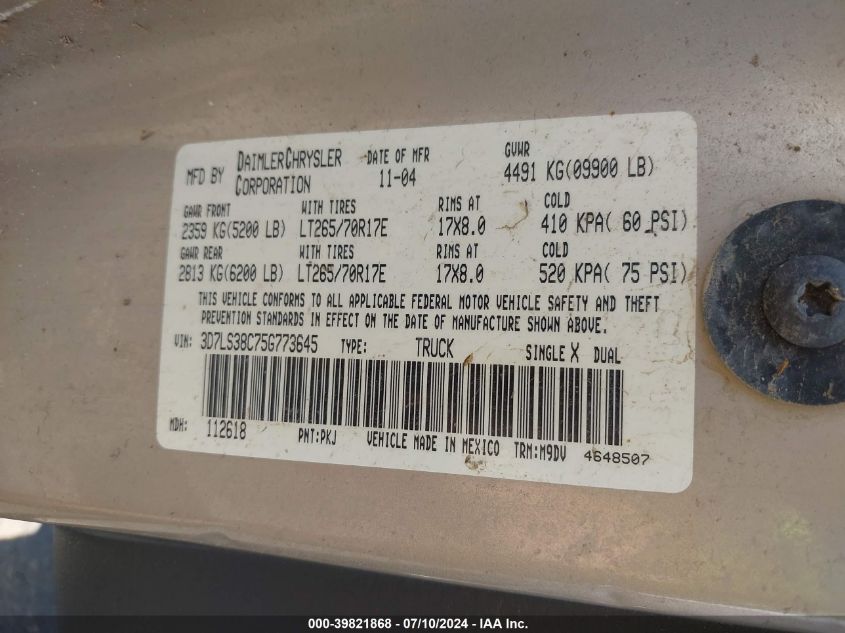 MFD BY DAIMLERCHRYSLER CORPORATION DATE OF MFR 11-04 GVWR 4491 KG(09900 LB)
GAWR FRONT WITH TIRES RIMS AT COLD
2359 KG(5200 LB) LT265/70R17E 17X8.0 410 KPA( 60 PSI)
GAWR REAR WITH TIRES RIMS AT COLD
2813 KG(6200 LB) LT265/70R17E 17X8.0 520 KPA( 75 PSI)
THIS VEHICLE CONFORMS TO ALL APPLICABLE FEDERAL MOTOR VEHICLE SAFETY AND THEFT
PREVENTION STANDARDS IN EFFECT ON THE DATE OF MANUFACTURE SHOWN ABOVE.
VIN: 3D7LS38C75G773645 TYPE: TRUCK SINGLE X DUAL
MDH: 112618 PNT:PKJ VEHICLE MADE IN MEXICO TRM:M9DV 4648507
000-39821868 - 07/10/2024 - IAA Inc.